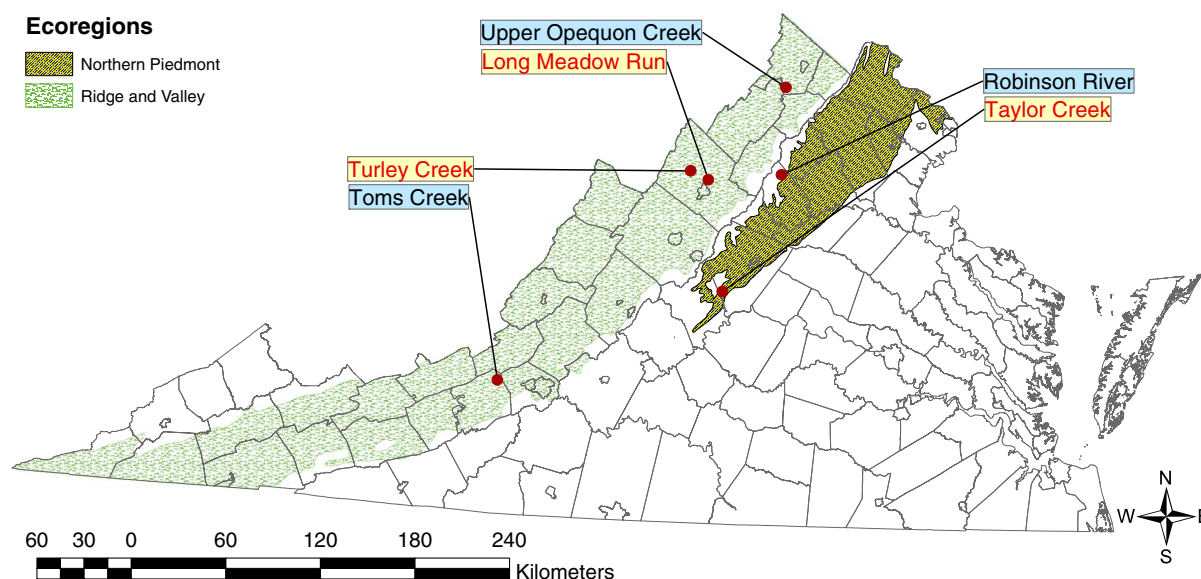 Ecoregions
Northern Piedmont
Ridge and Valley
Upper Opequon Creek
Long Meadow Run
Robinson River
Taylor Creek
Turley Creek
Toms Creek
N
W E
S
60 30 0 60 120 180 240
Kilometers